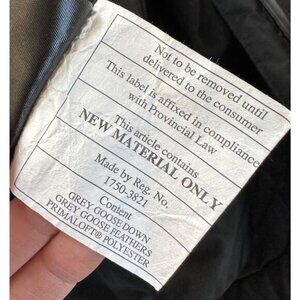 Not to be removed until
delivered to the consumer
This label is affixed in compliance
with Provincial Law
This article contains
NEW MATERIAL ONLY
Made by Reg. No.
1750-3821
Content
GREY GOOSE DOWN
GREY GOOSE FEATHERS
PRIMALOFT® POLYESTER